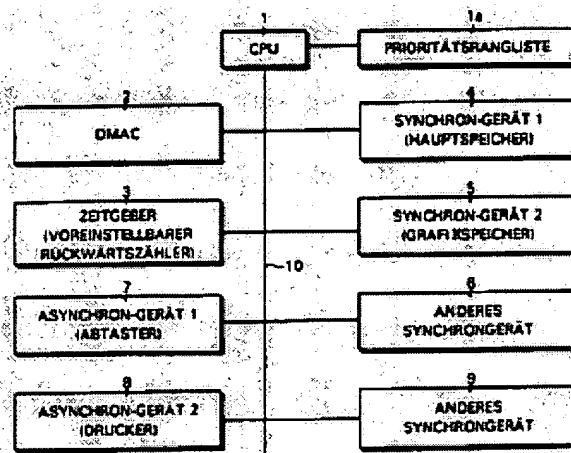 1
CPU
1a
PRIORITÄTSRANGLISTE
2
DMAC
4
SYNCHRON-GERÄT 1
(HAUPTSPEICHER)
3
ZEITGEBER
(VOREINSTELLBARER
RÜCKWÄRTSZÄHLER)
5
SYNCHRON-GERÄT 2
(GRAFIKSPEICHER)
10
7
ASYNCHRON-GERÄT 1
(ABTASTER)
6
ANDERES
SYNCHRONGERÄT
8
ASYNCHRON-GERÄT 2
(DRUCKER)
9
ANDERES
SYNCHRONGERÄT